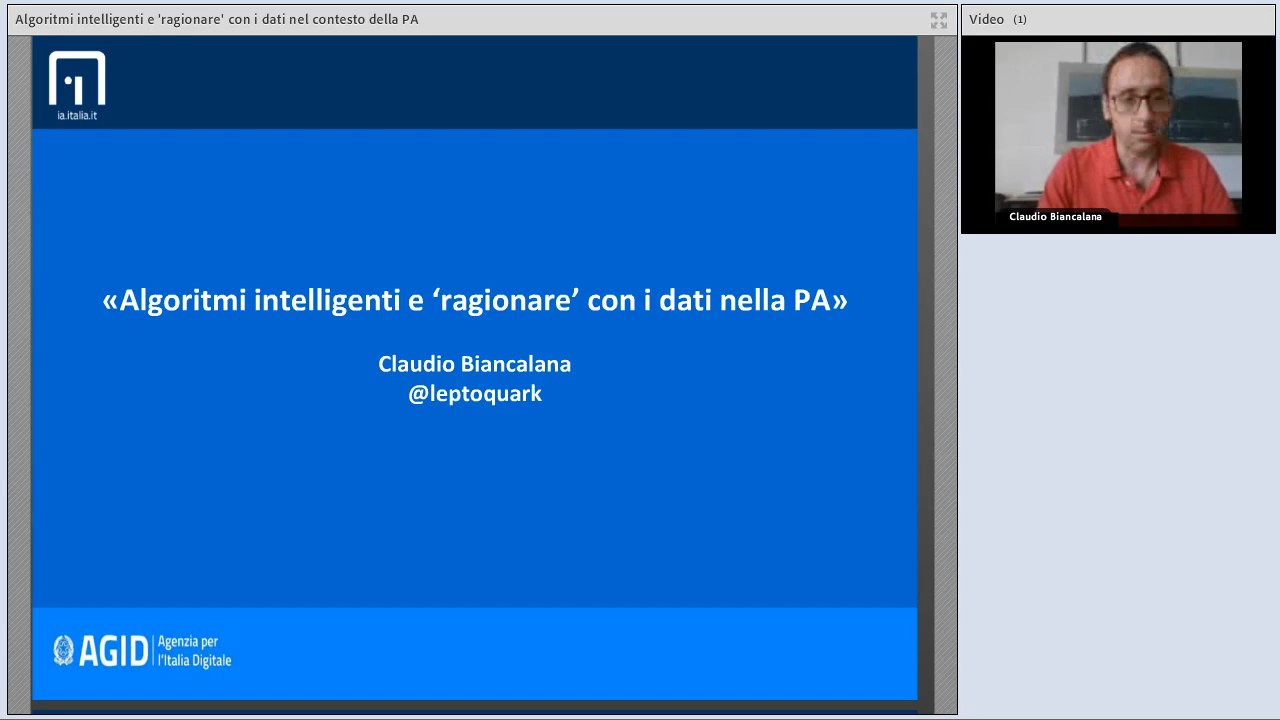 Algoritmi intelligenti e 'ragionare' con i dati nel contesto della PA
ia.italia.it
«Algoritmi intelligenti e ‘ragionare’ con i dati nella PA»
Claudio Biancalana
@leptoquark
AGID
Agenzia per
l'Italia Digitale
Video (1)
Claudio Biancalana